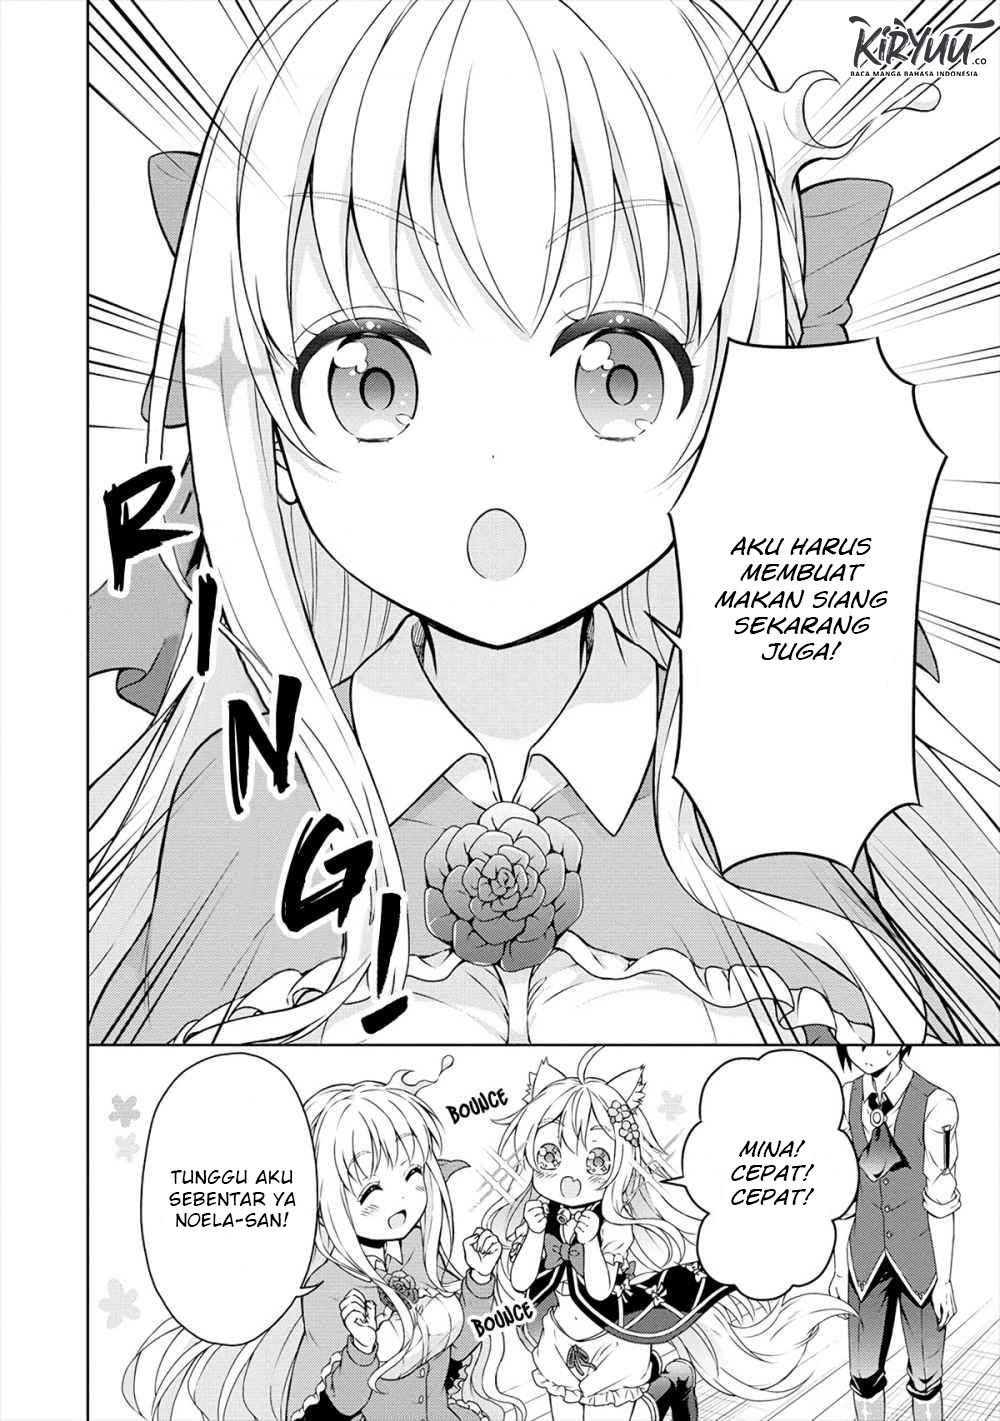 KIRYUU.CO
BACA MANGA BAHASA INDONESIA
AKU HARUS
MEMBUAT
MAKAN SIANG
SEKARANG
JUGA!
RING!
BOUNCE
MINA!
CEPAT!
CEPAT!
TUNGGU AKU
SEBENTAR YA
NOELA-SAN!
BOUNCE